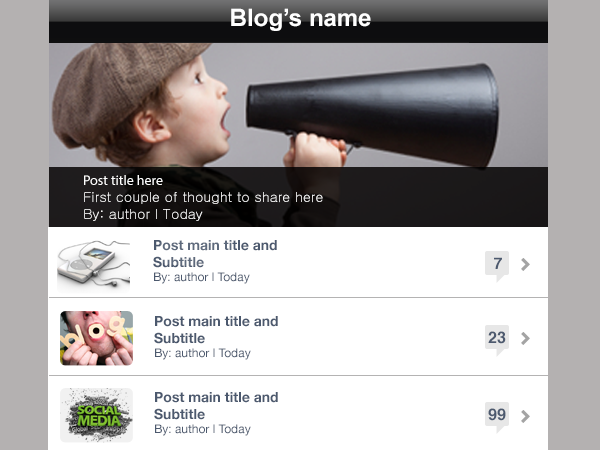 Blog's name
Post title here
First couple of thought to share here
By: author | Today
Post main title and
Subtitle
By: author | Today
7
blog
Post main title and
Subtitle
By: author | Today
23
SOCIAL
MEDIA
Post main title and
Subtitle
By: author | Today
99